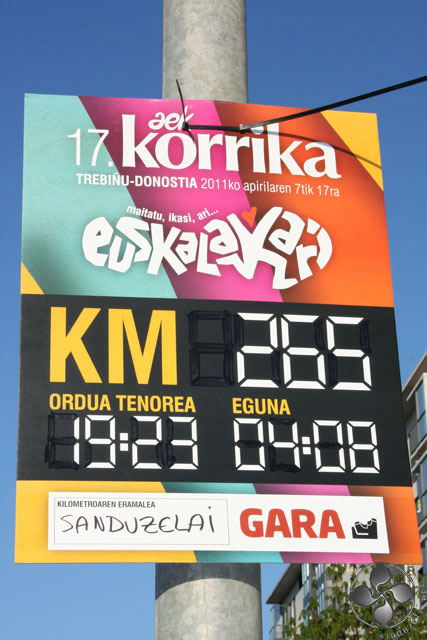 aek
17. korrika
TREBIÑU-DONOSTIA 2011ko apirilaren 7tik 17ra
maitatu, ikasi, ari...
euskalakari
KM 265
ORDUA TENOREA EGUNA
19:23 04:08
KILOMETROAREN ERAMALEA
SANDUZELAI
GARA